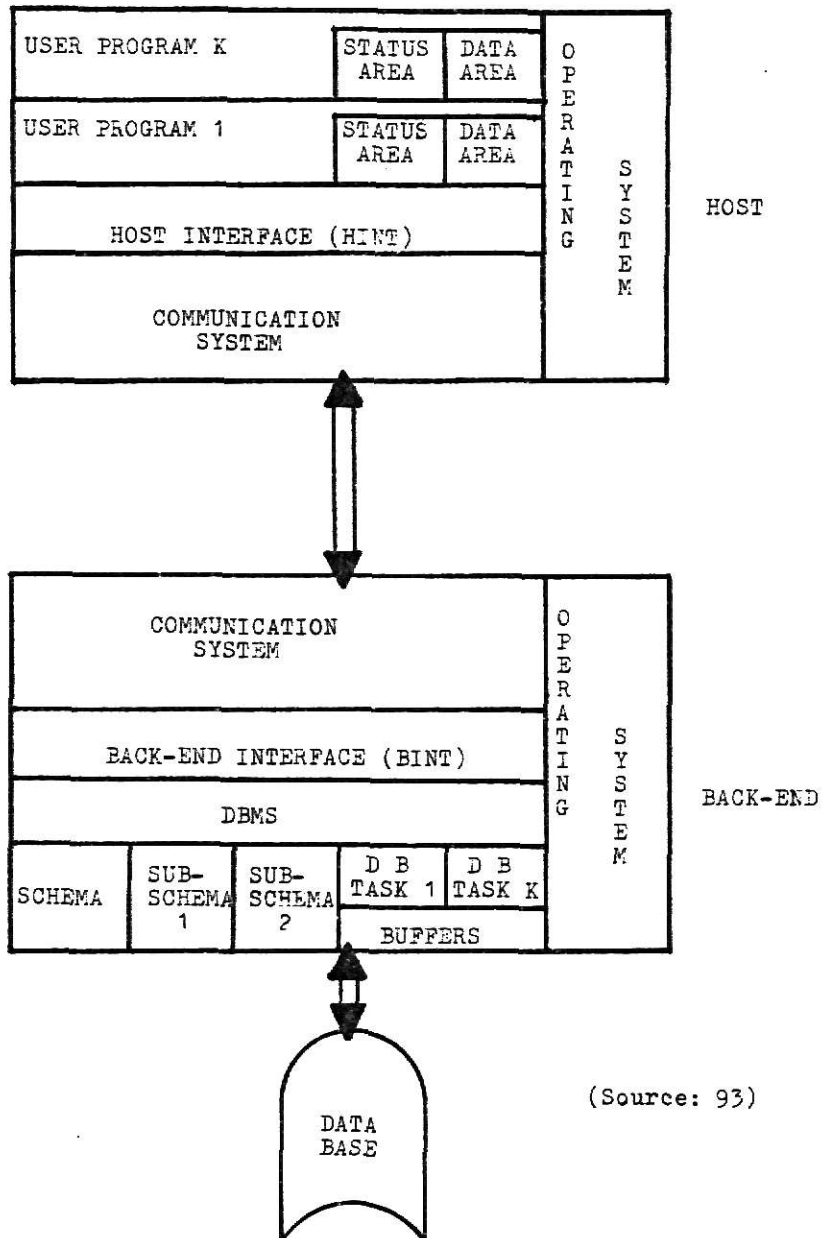 USER PROGRAM K
STATUS AREA
DATA AREA
USER PROGRAM 1
STATUS AREA
DATA AREA
HOST INTERFACE (HINT)
COMMUNICATION
SYSTEM
OPERATING
SYSTEM
HOST
COMMUNICATION
SYSTEM
BACK-END INTERFACE (BINT)
DBMS
SCHEMA
SUB-
SCHEMA
1
SUB-
SCHEMA
2
D B
TASK 1
D B
TASK K
BUFFERS
OPERATING
SYSTEM
BACK-END
DATA
BASE
(Source: 93)